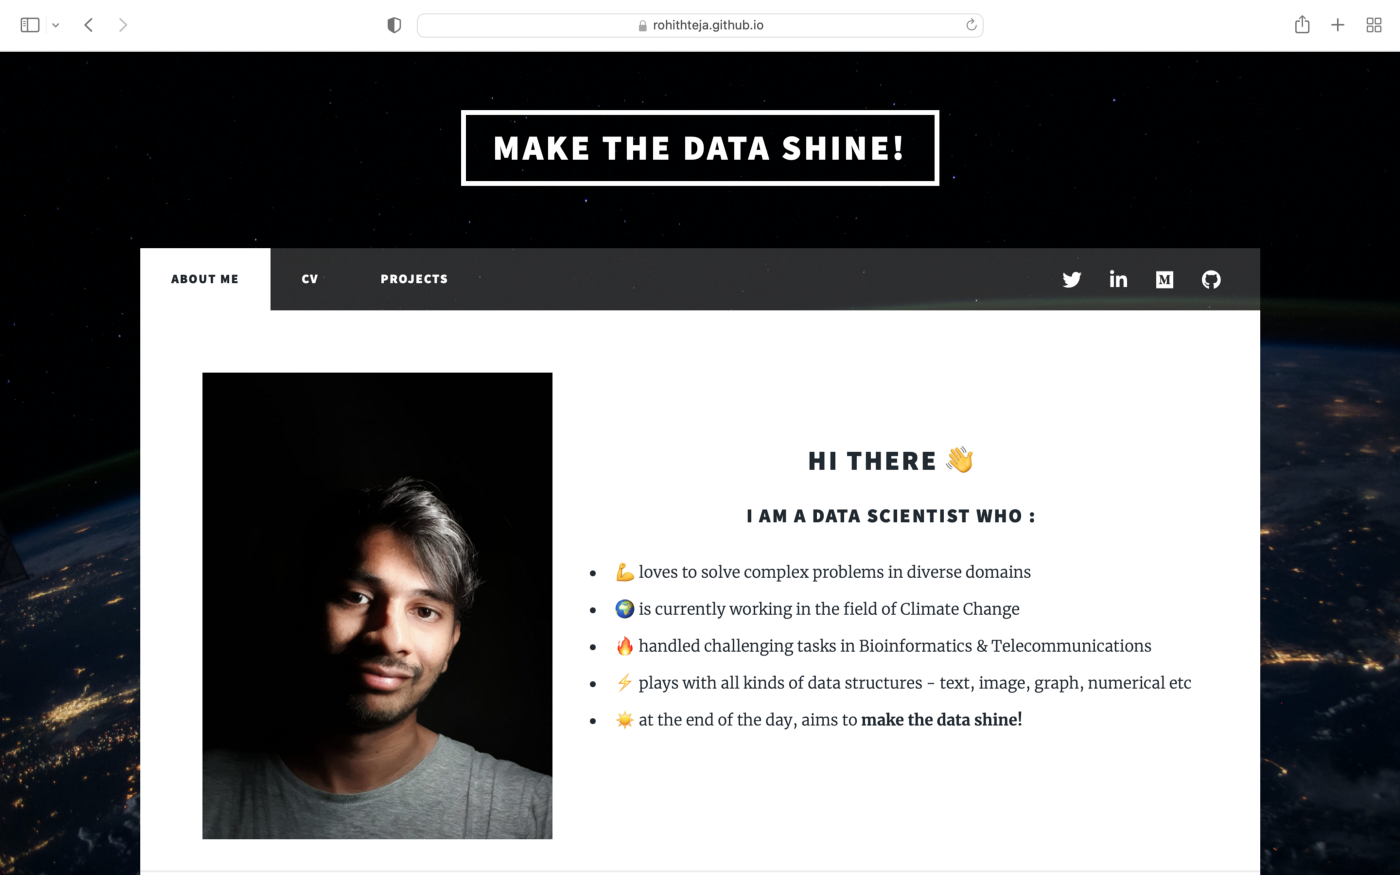 rohithteja.github.io
MAKE THE DATA SHINE!
ABOUT ME CV PROJECTS
HI THERE 👋
I AM A DATA SCIENTIST WHO :
• 💪 loves to solve complex problems in diverse domains
• 🌍 is currently working in the field of Climate Change
• 🔥 handled challenging tasks in Bioinformatics & Telecommunications
• ⚡ plays with all kinds of data structures - text, image, graph, numerical etc
• ☀️ at the end of the day, aims to make the data shine!